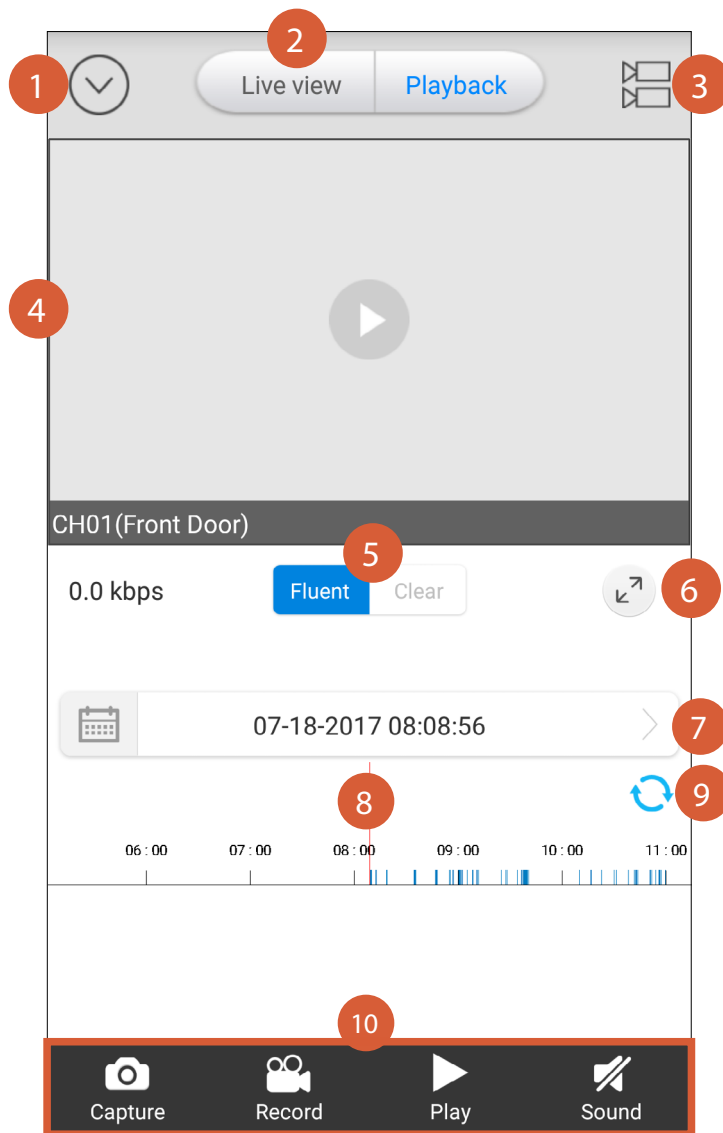 2
1
Live view Playback
3
4
CH01(Front Door)
5
0.0 kbps
Fluent Clear
6
07-18-2017 08:08:56
7
8
9
06 : 00 07 : 00 08 : 00 09 : 00 10 : 00 11 : 00
10
Capture Record Play Sound